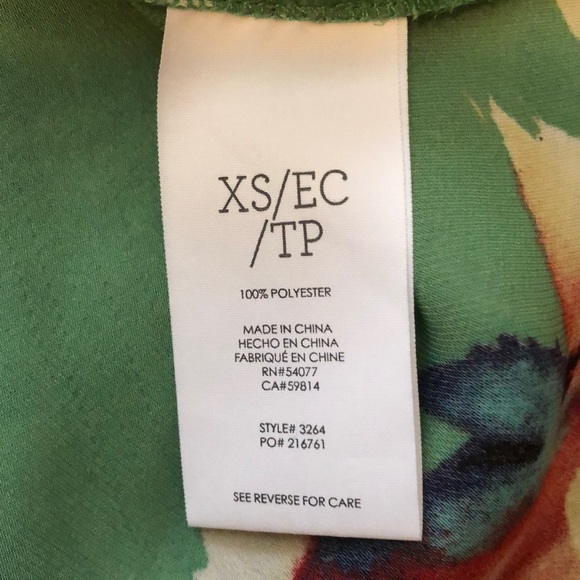 XS/EC
/TP
100% POLYESTER
MADE IN CHINA
HECHO EN CHINA
FABRIQUÉ EN CHINE
RN#54077
CA#59814
STYLE# 3264
PO# 216761
SEE REVERSE FOR CARE